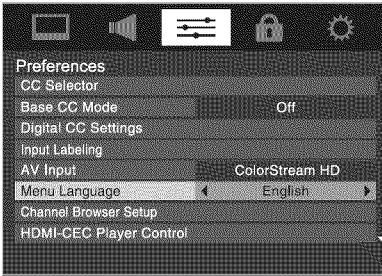 Preferences
CC Selector
Base CC Mode Off
Digital CC Settings
Input Labeling
AV Input ColorStream HD
Menu Language English
Channel Browser Setup
HDMI-CEC Player Control